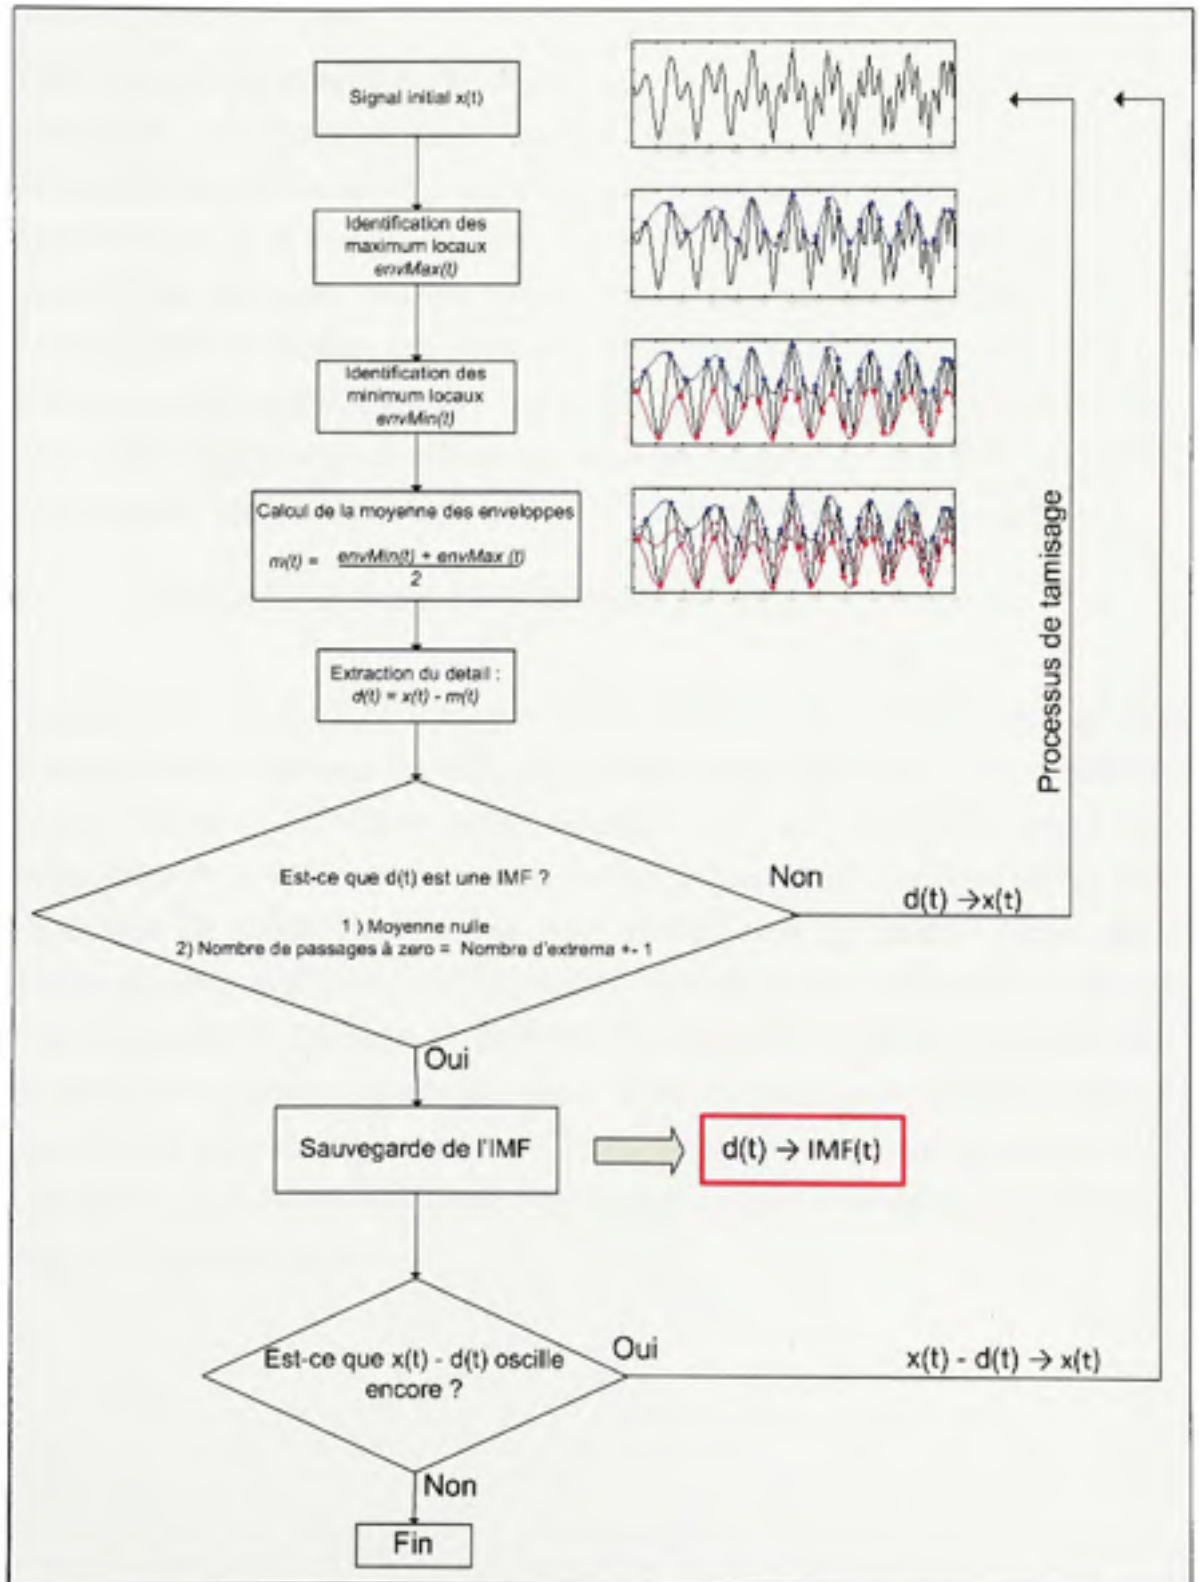 Signal initial x(t)
Identification des
maximum locaux
envMax(t)
Identification des
minimum locaux
envMin(t)
Calcul de la moyenne des enveloppes
m(t) = envMin(t) + envMax (t)
2
Extraction du detail :
d(t) = x(t) - m(t)
Processus de tamisage
Est-ce que d(t) est une IMF ?
1 ) Moyenne nulle
2) Nombre de passages à zero = Nombre d'extrema +- 1
Non
d(t) →x(t)
Oui
Sauvegarde de l'IMF
d(t) → IMF(t)
Est-ce que x(t) - d(t) oscille
encore ?
Oui
x(t) - d(t) → x(t)
Non
Fin